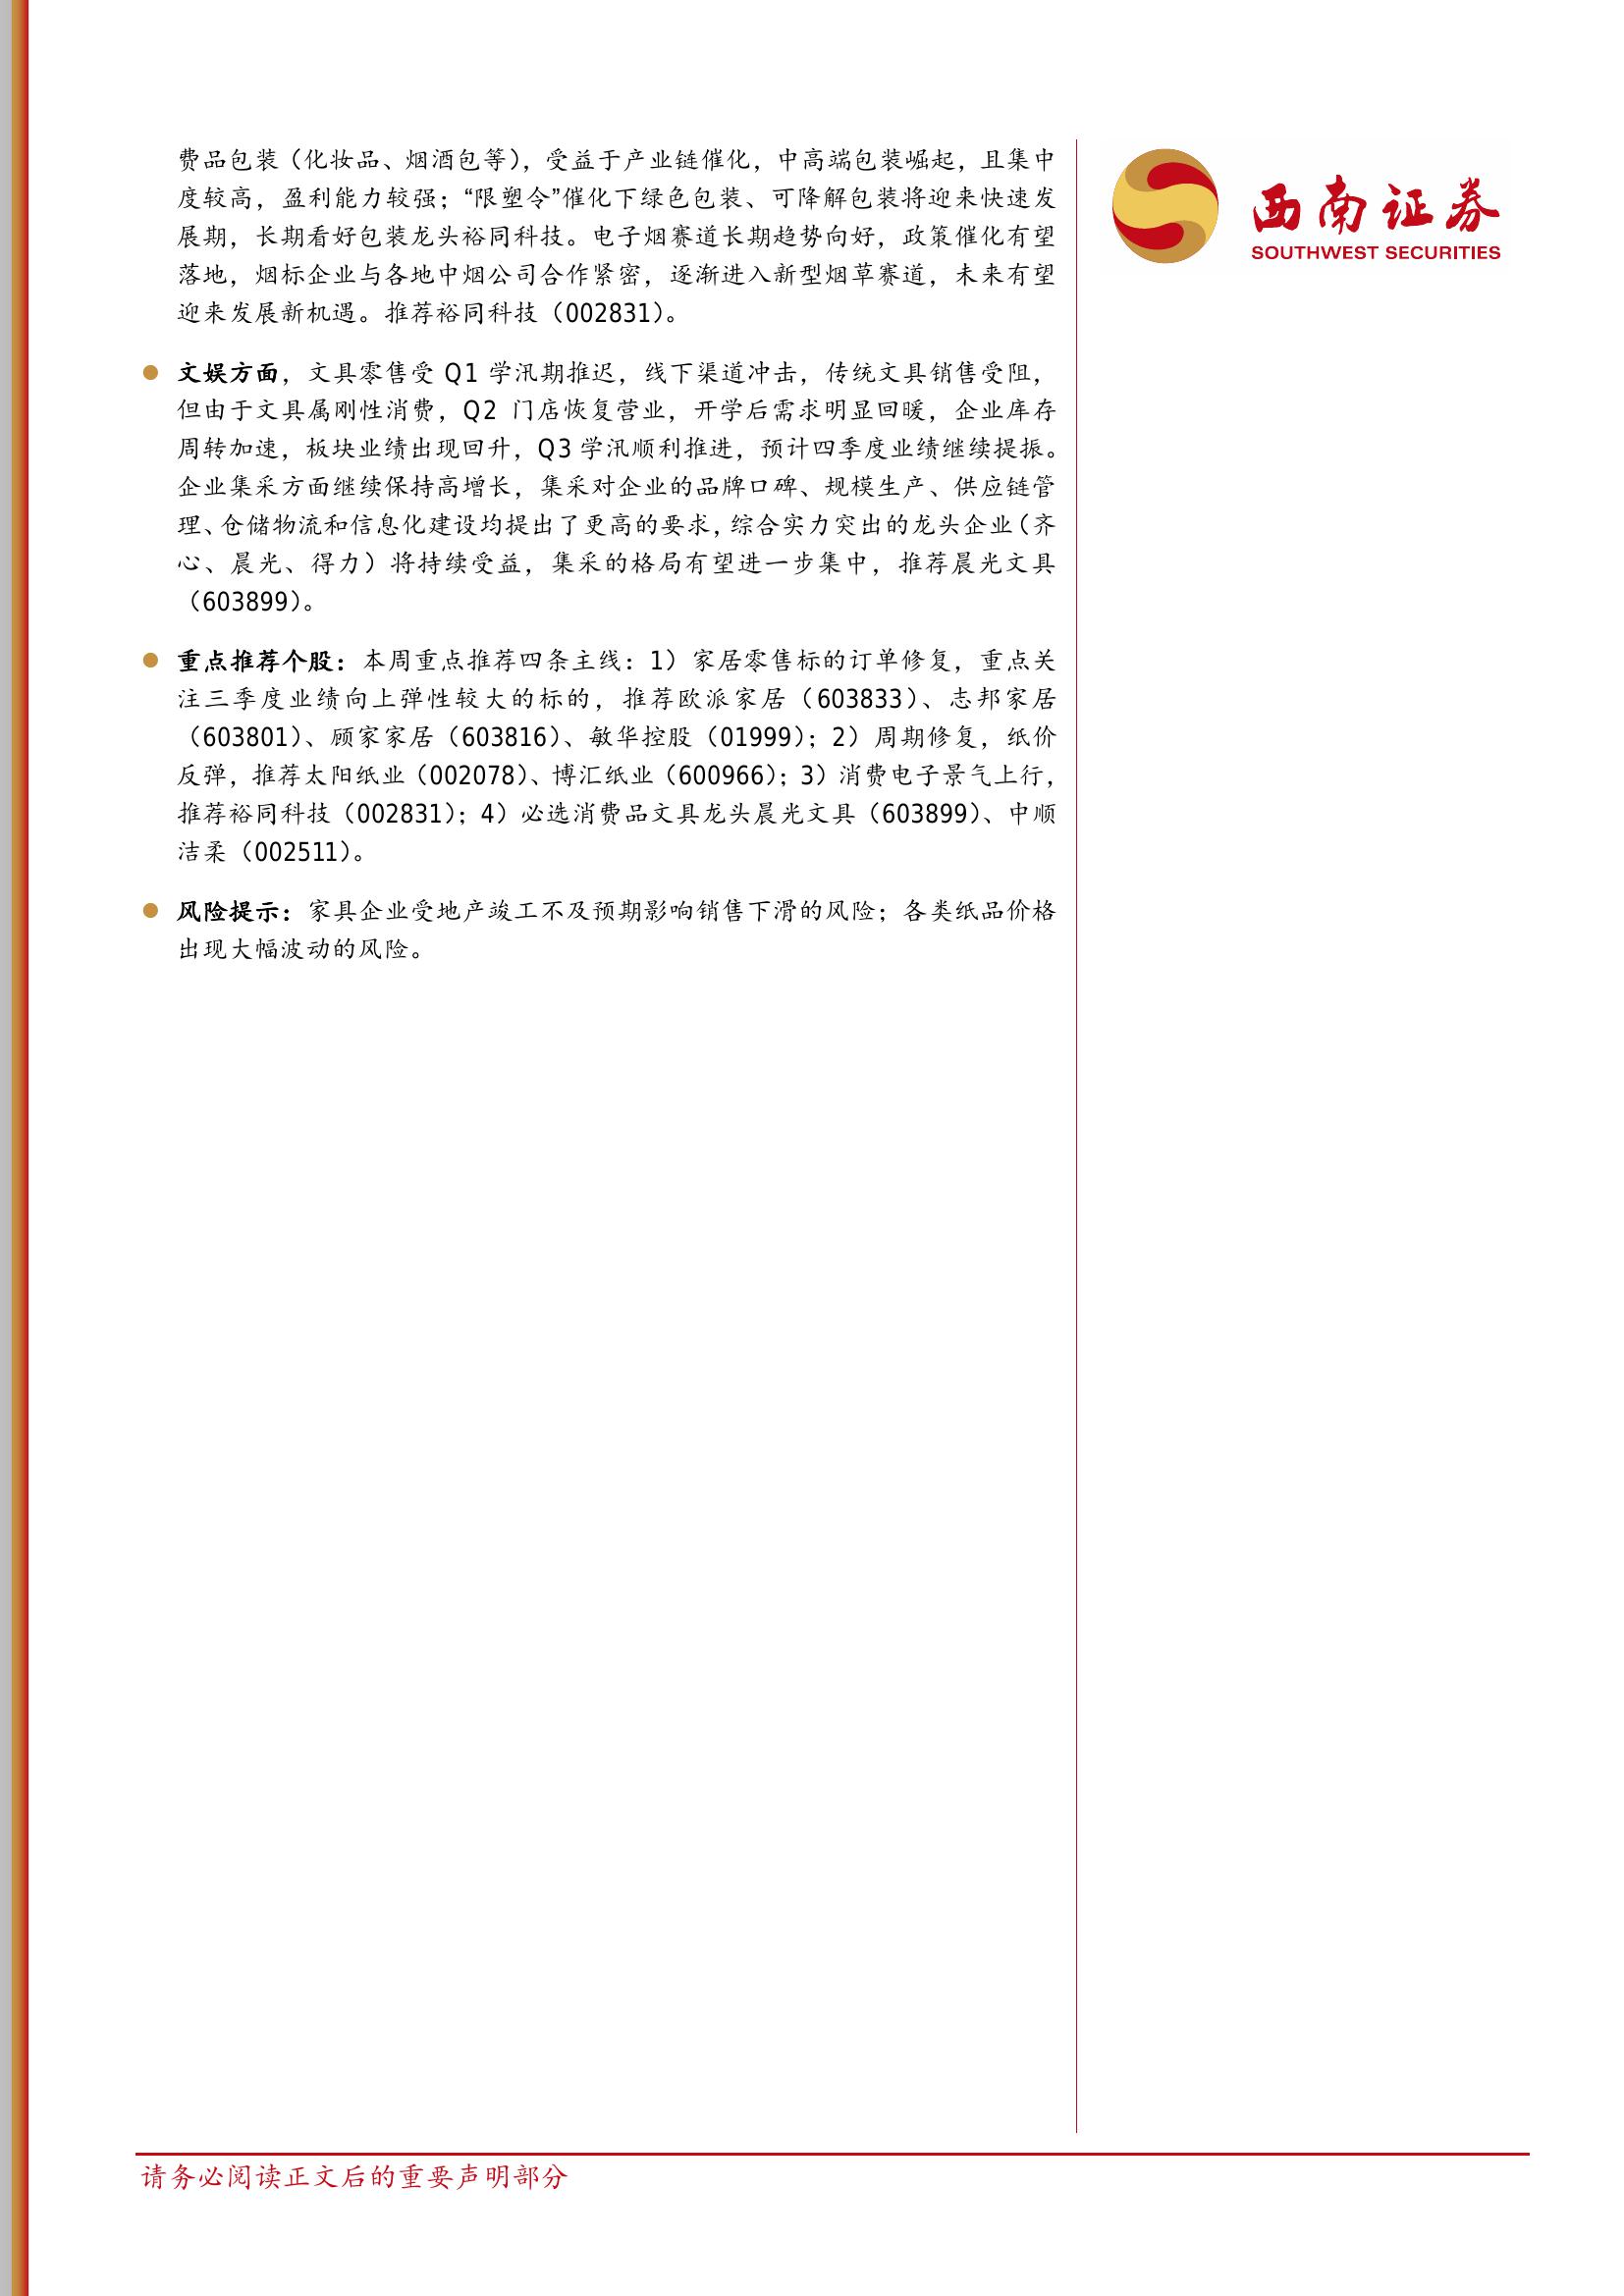 费品包装（化妆品、烟酒包等），受益于产业链催化，中高端包装崛起，且集中
度较高，盈利能力较强；“限塑令”催化下绿色包装、可降解包装将迎来快速发
展期，长期看好包装龙头裕同科技。电子烟赛道长期趋势向好，政策催化有望
落地，烟标企业与各地中烟公司合作紧密，逐渐进入新型烟草赛道，未来有望
迎来发展新机遇。推荐裕同科技（002831）。
文娱方面，文具零售受 Q1 学汛期推迟，线下渠道冲击，传统文具销售受阻，
但由于文具属刚性消费，Q2 门店恢复营业，开学后需求明显回暖，企业库存
周转加速，板块业绩出现回升，Q3 学汛顺利推进，预计四季度业绩继续提振。
企业集采方面继续保持高增长，集采对企业的品牌口碑、规模生产、供应链管
理、仓储物流和信息化建设均提出了更高的要求，综合实力突出的龙头企业（齐
心、晨光、得力）将持续受益，集采的格局有望进一步集中，推荐晨光文具
（603899）。
重点推荐个股：本周重点推荐四条主线：1）家居零售标的订单修复，重点关
注三季度业绩向上弹性较大的标的，推荐欧派家居（603833）、志邦家居
（603801）、顾家家居（603816）、敏华控股（01999）；2）周期修复，纸价
反弹，推荐太阳纸业（002078）、博汇纸业（600966）；3）消费电子景气上行，
推荐裕同科技（002831）；4）必选消费品文具龙头晨光文具（603899）、中顺
洁柔（002511）。
风险提示：家具企业受地产竣工不及预期影响销售下滑的风险；各类纸品价格
出现大幅波动的风险。
西南证券
SOUTHWEST SECURITIES
请务必阅读正文后的重要声明部分